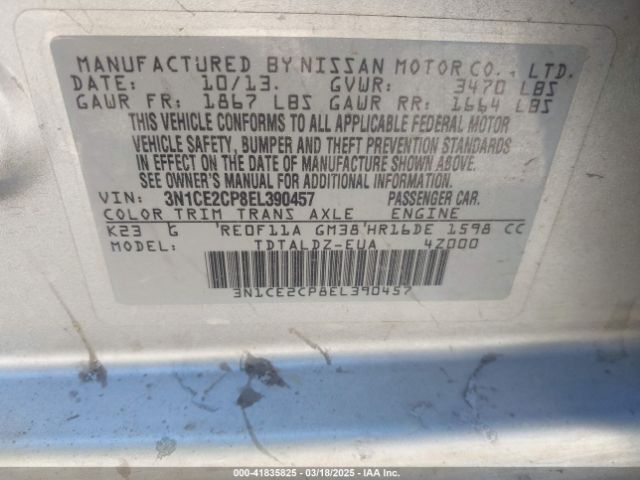 MANUFACTURED BY NISSAN MOTOR CO., LTD.
DATE: 10/13. GVWR: 3470 LBS
GAWR FR: 1867 LBS GAWR RR: 1664 LBS
THIS VEHICLE CONFORMS TO ALL APPLICABLE FEDERAL MOTOR
VEHICLE SAFETY, BUMPER AND THEFT PREVENTION STANDARDS
IN EFFECT ON THE DATE OF MANUFACTURE SHOWN ABOVE.
SEE OWNER'S MANUAL FOR ADDITIONAL INFORMATION
VIN: 3N1CE2CP8EL390457 PASSENGER CAR.
COLOR TRIM TRANS AXLE ENGINE
K23 G 'RE0F11A GM38'HR16DE 1598 CC
MODEL: TDTALDZ-EUA 4Z000
3N1CE2CP8EL390457
000-41835825 | 03/18/2025 - IAA Inc.